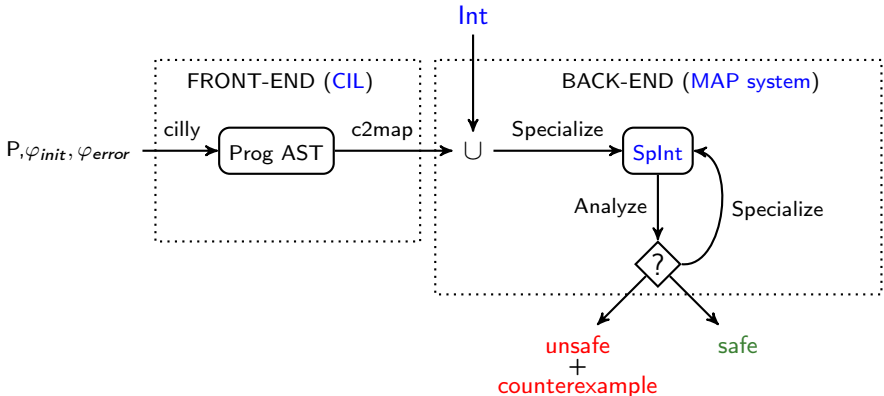 Int
FRONT-END (CIL)
BACK-END (MAP system)
P,φinit, φerror
cilly
Prog AST
c2map
∪
Specialize
SpInt
Analyze
Specialize
?
unsafe
+
counterexample
safe